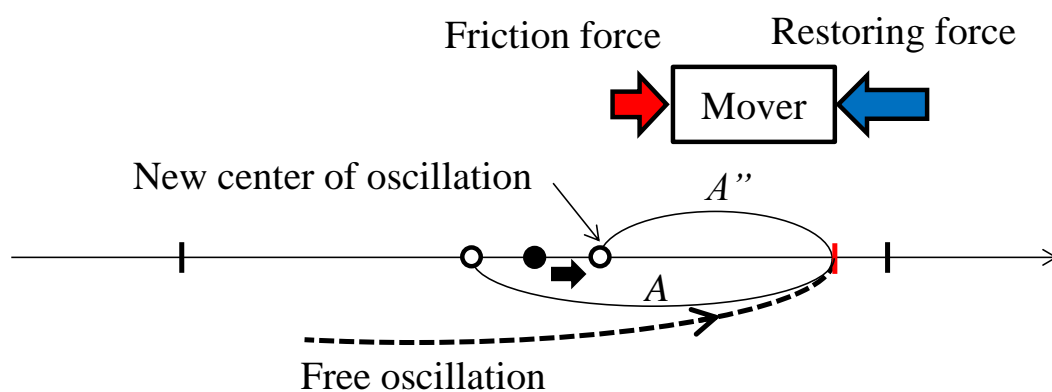 Friction force
Restoring force
Mover
New center of oscillation
A”
A
Free oscillation